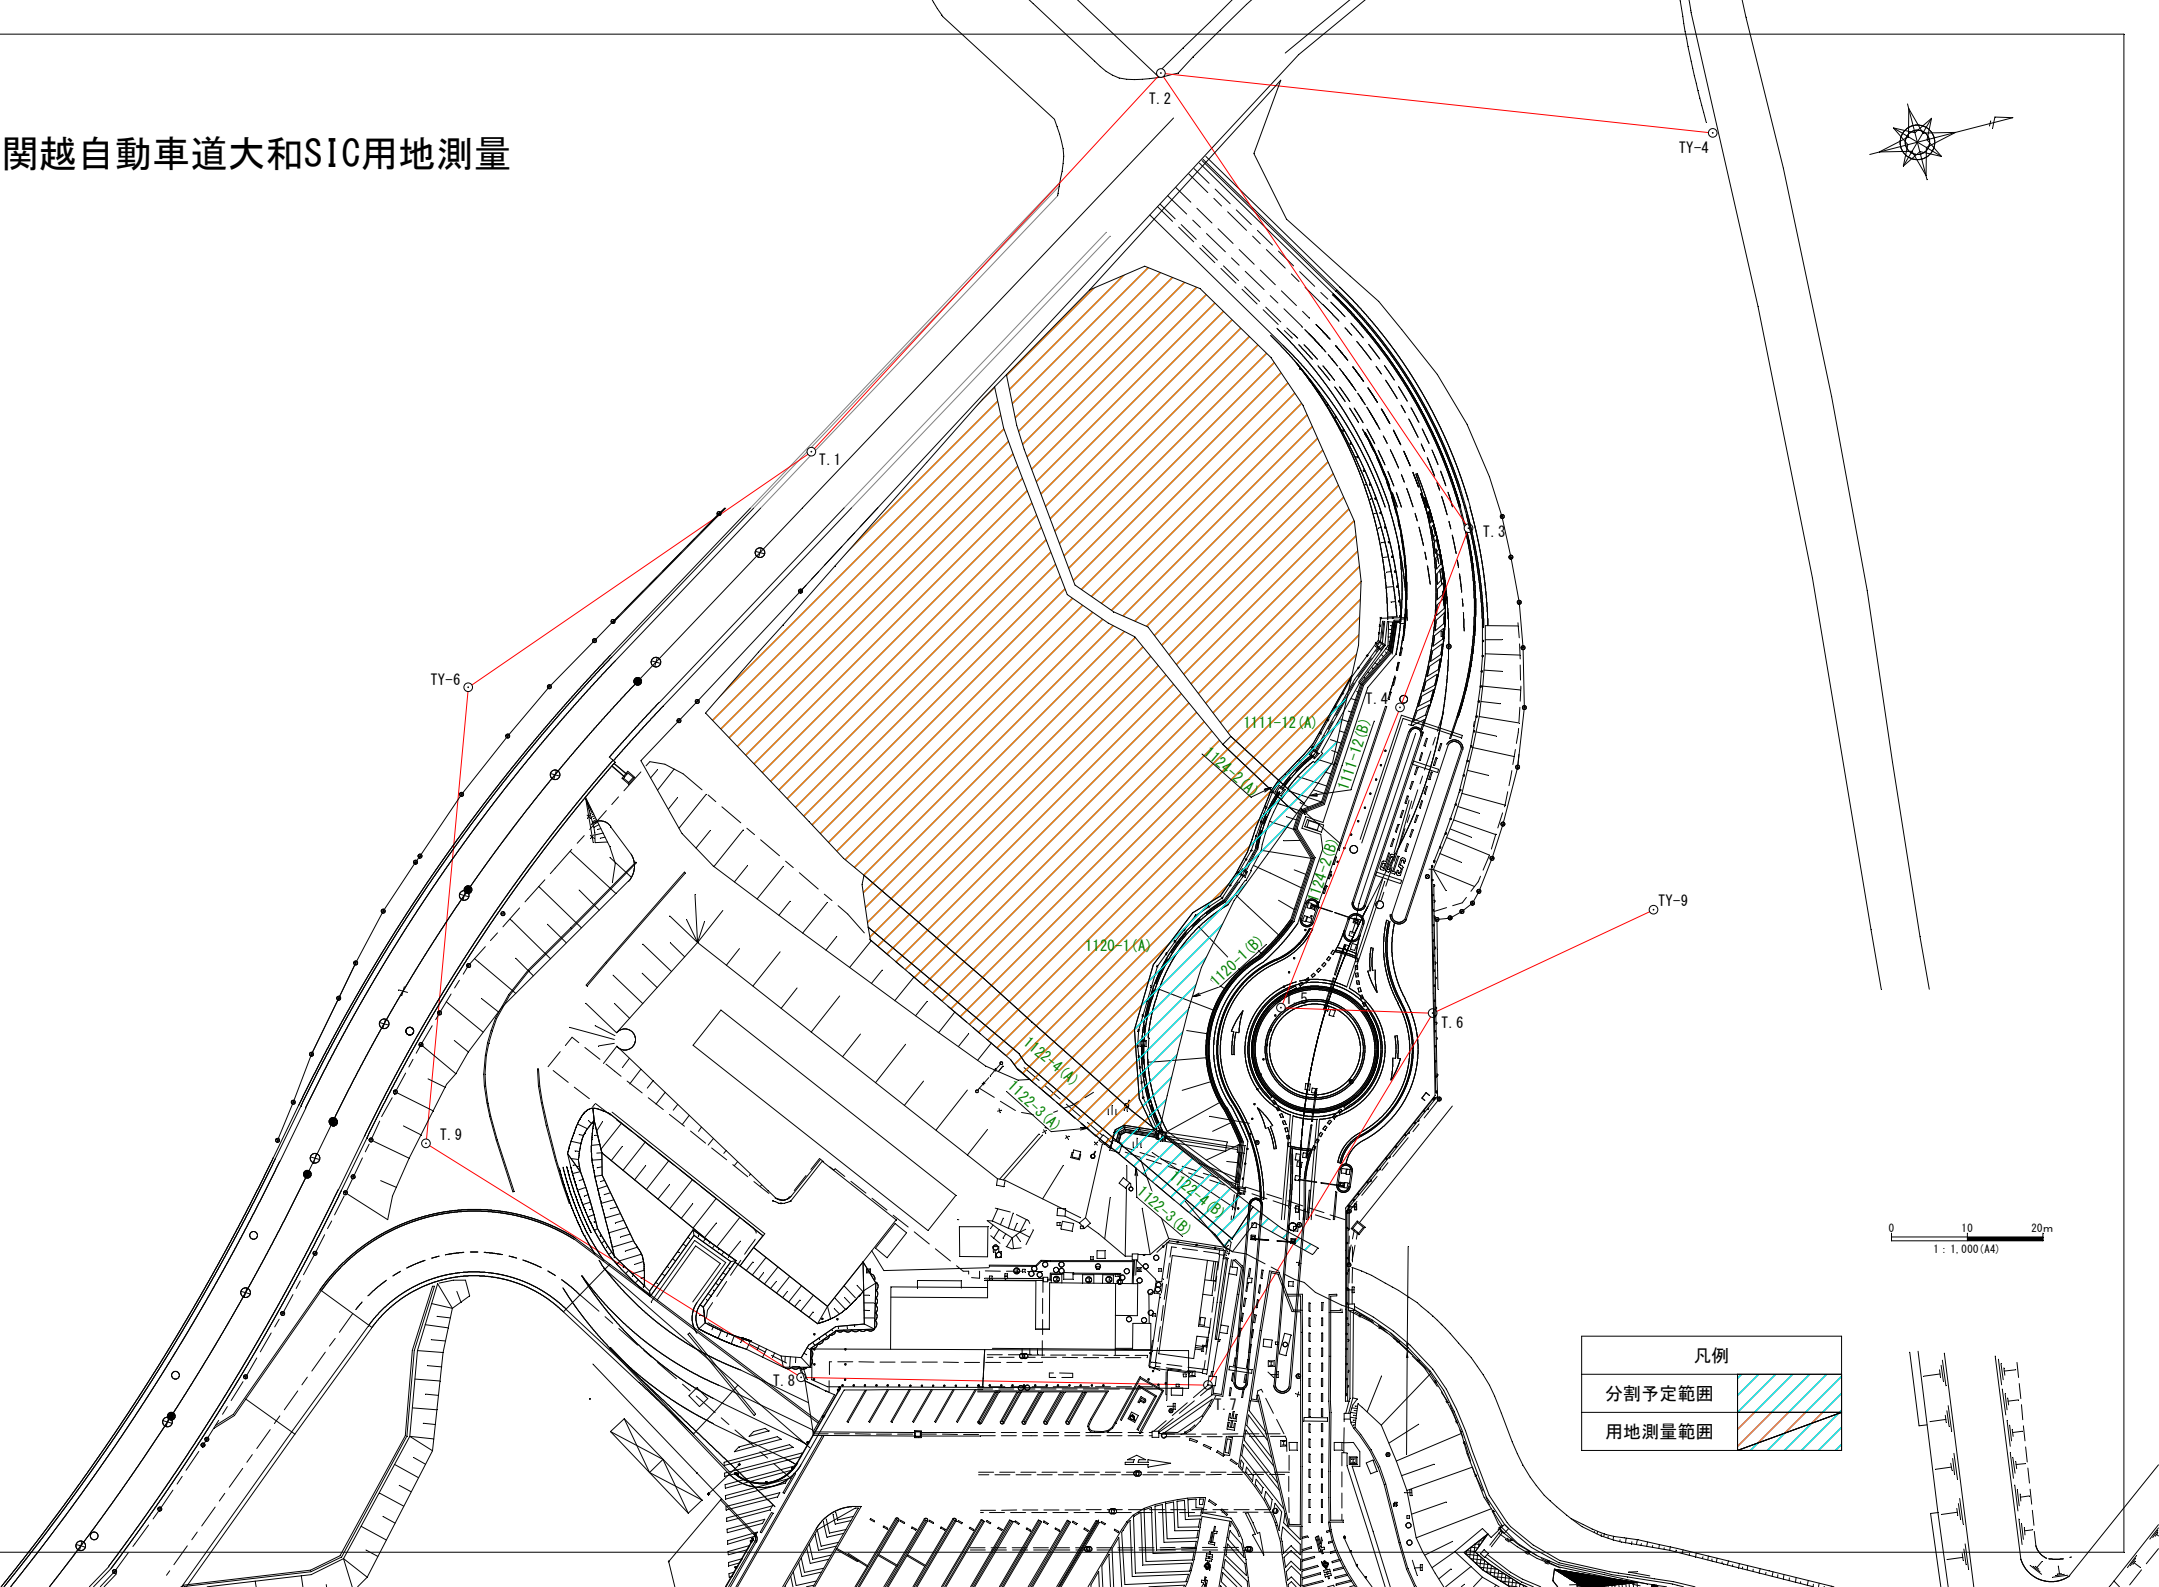 関越自動車道大和SIC用地測量
T.2
TY-4
T.1
T.3
TY-6
T.4
1111-12(A)
1111-12(B)
1124-2(A)
1124-2(B)
TY-9
1120-1(A)
1120-1(B)
T.6
1122-4(A)
1122-3(A)
T.9
1122-4(B)
1122-3(B)
0 10 20m
1：1,000(A4)
凡例
分割予定範囲
用地測量範囲
T.8
T.7